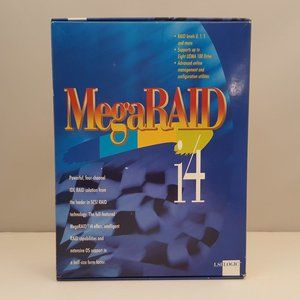 • RAID levels 0, 1, 5
and more
• Supports up to
Eight UDMA 100 Drives
• Advanced online
management and
configuration utilities
MegaRAID
i4
Powerful, four channel
IDE RAID solution from
the leader in SCSI RAID
technology. The full-featured
MegaRAID i4 offers intelligent
RAID capabilities and
extensive OS support in
a half-size form factor.
LSI LOGIC